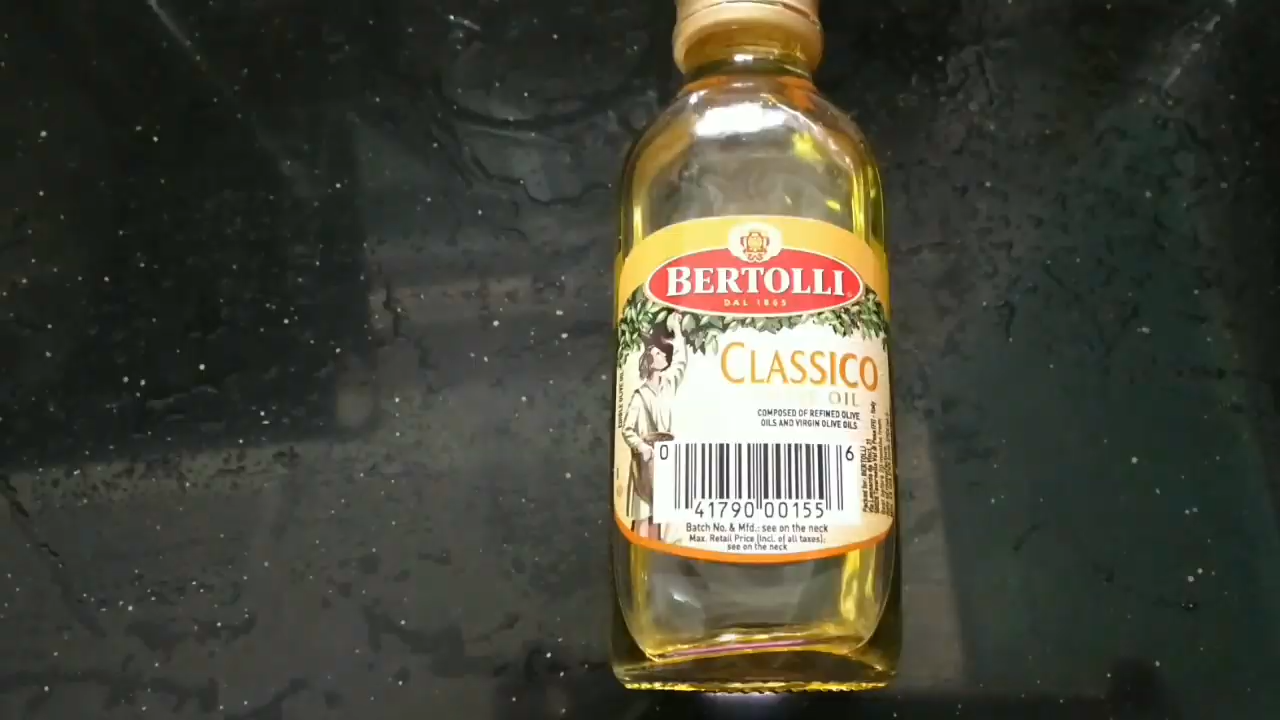 BERTOLLI
DAL 1865
CLASSICO
OIL
COMPOSED OF REFINED OLIVE
OILS AND VIRGIN OLIVE OILS
0 41790 00155 6
Batch No. & Mfd.: see on the neck
Max. Retail Price (Incl. of all taxes):
see on the neck